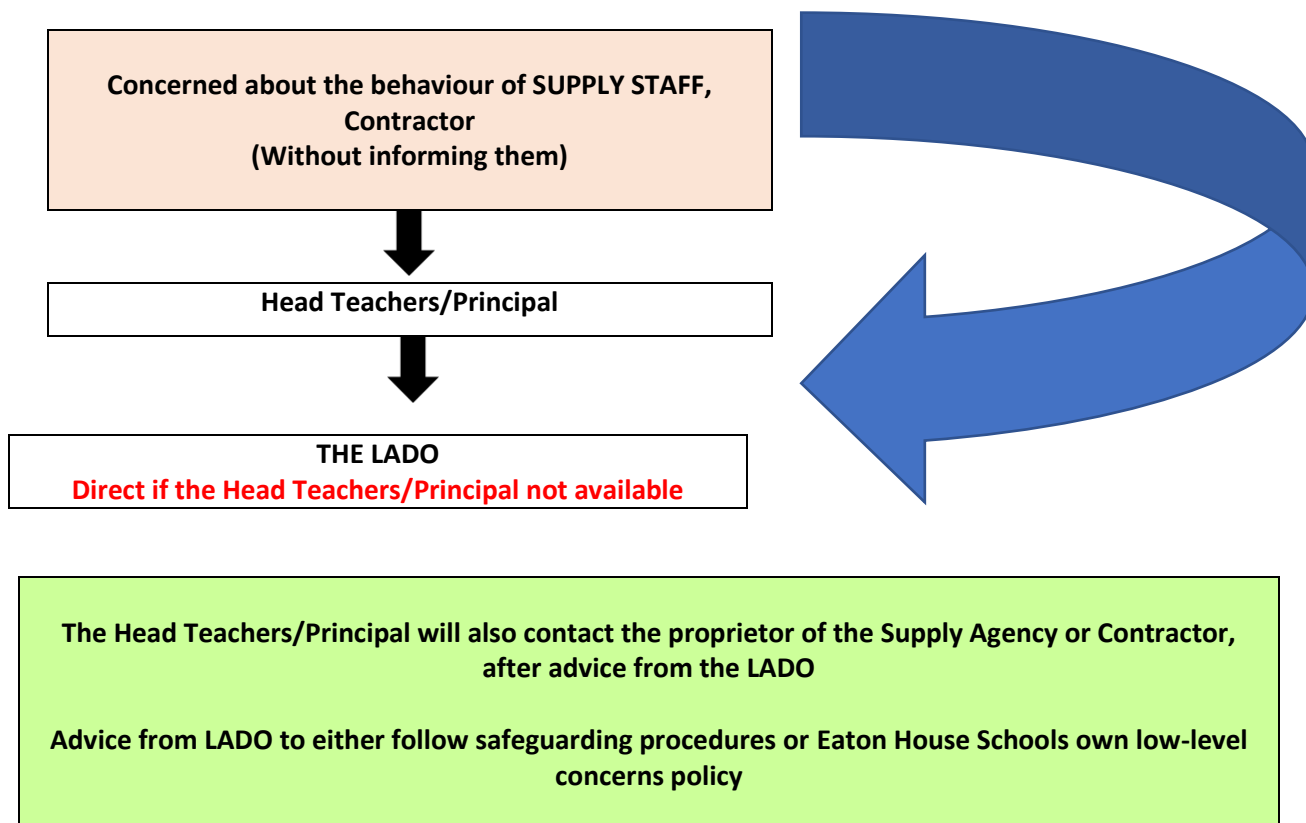 Concerned about the behaviour of SUPPLY STAFF,
Contractor
(Without informing them)
Head Teachers/Principal
THE LADO
Direct if the Head Teachers/Principal not available
The Head Teachers/Principal will also contact the proprietor of the Supply Agency or Contractor,
after advice from the LADO
Advice from LADO to either follow safeguarding procedures or Eaton House Schools own low-level
concerns policy